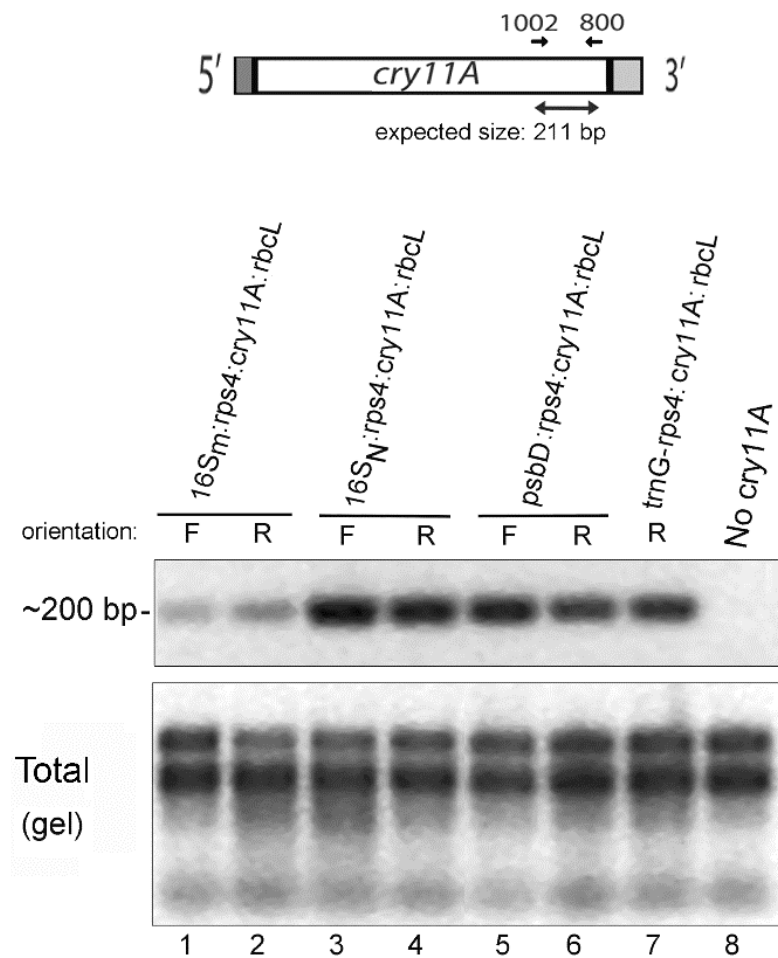 1002 800
5' cry11A 3'
expected size: 211 bp
16Sm:rps4:cry11A:rbcL
16SN:rps4:cry11A:rbcL
psbD:rps4:cry11A:rbcL
trnG-rps4:cry11A:rbcL
No cry11A
orientation: F R F R F R R
~200 bp-
Total
(gel)
1 2 3 4 5 6 7 8